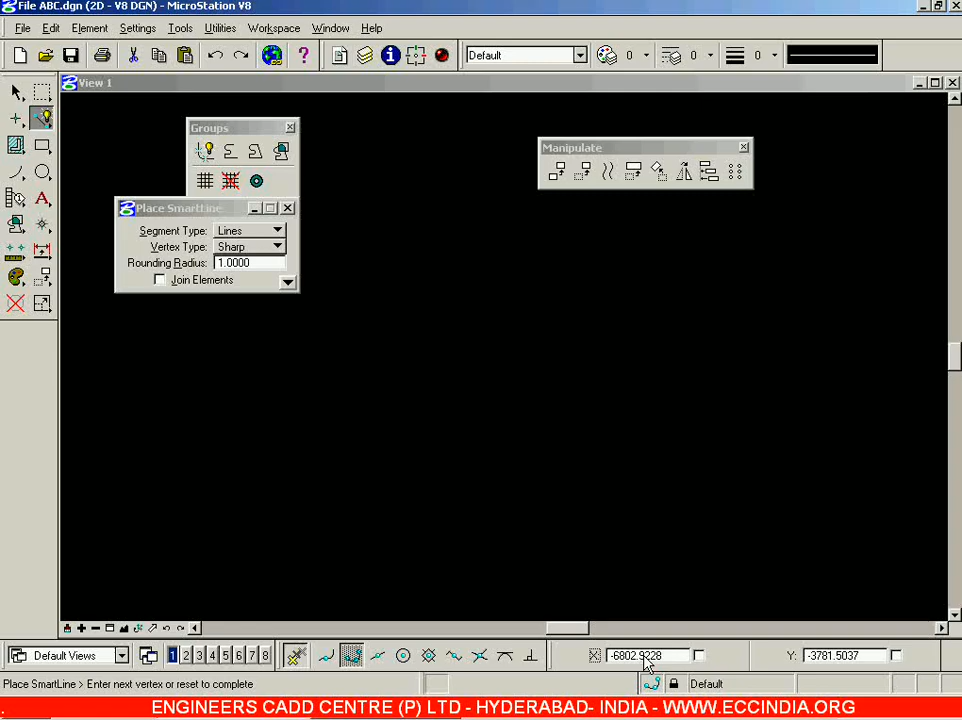 File ABC.dgn (2D - V8 DGN) - MicroStation V8
File Edit Element Settings Tools Utilities Workspace Window Help
Default 0 0 0
View 1
Groups
Manipulate
Place SmartLine
Segment Type: Lines
Vertex Type: Sharp
Rounding Radius: 1.0000
Join Elements
Default Views 1 2 3 4 5 6 7 8 Y: -3781.5037
Place SmartLine > Enter next vertex or reset to complete Default
ENGINEERS CADD CENTRE (P) LTD - HYDERABAD- INDIA - WWW.ECCINDIA.ORG